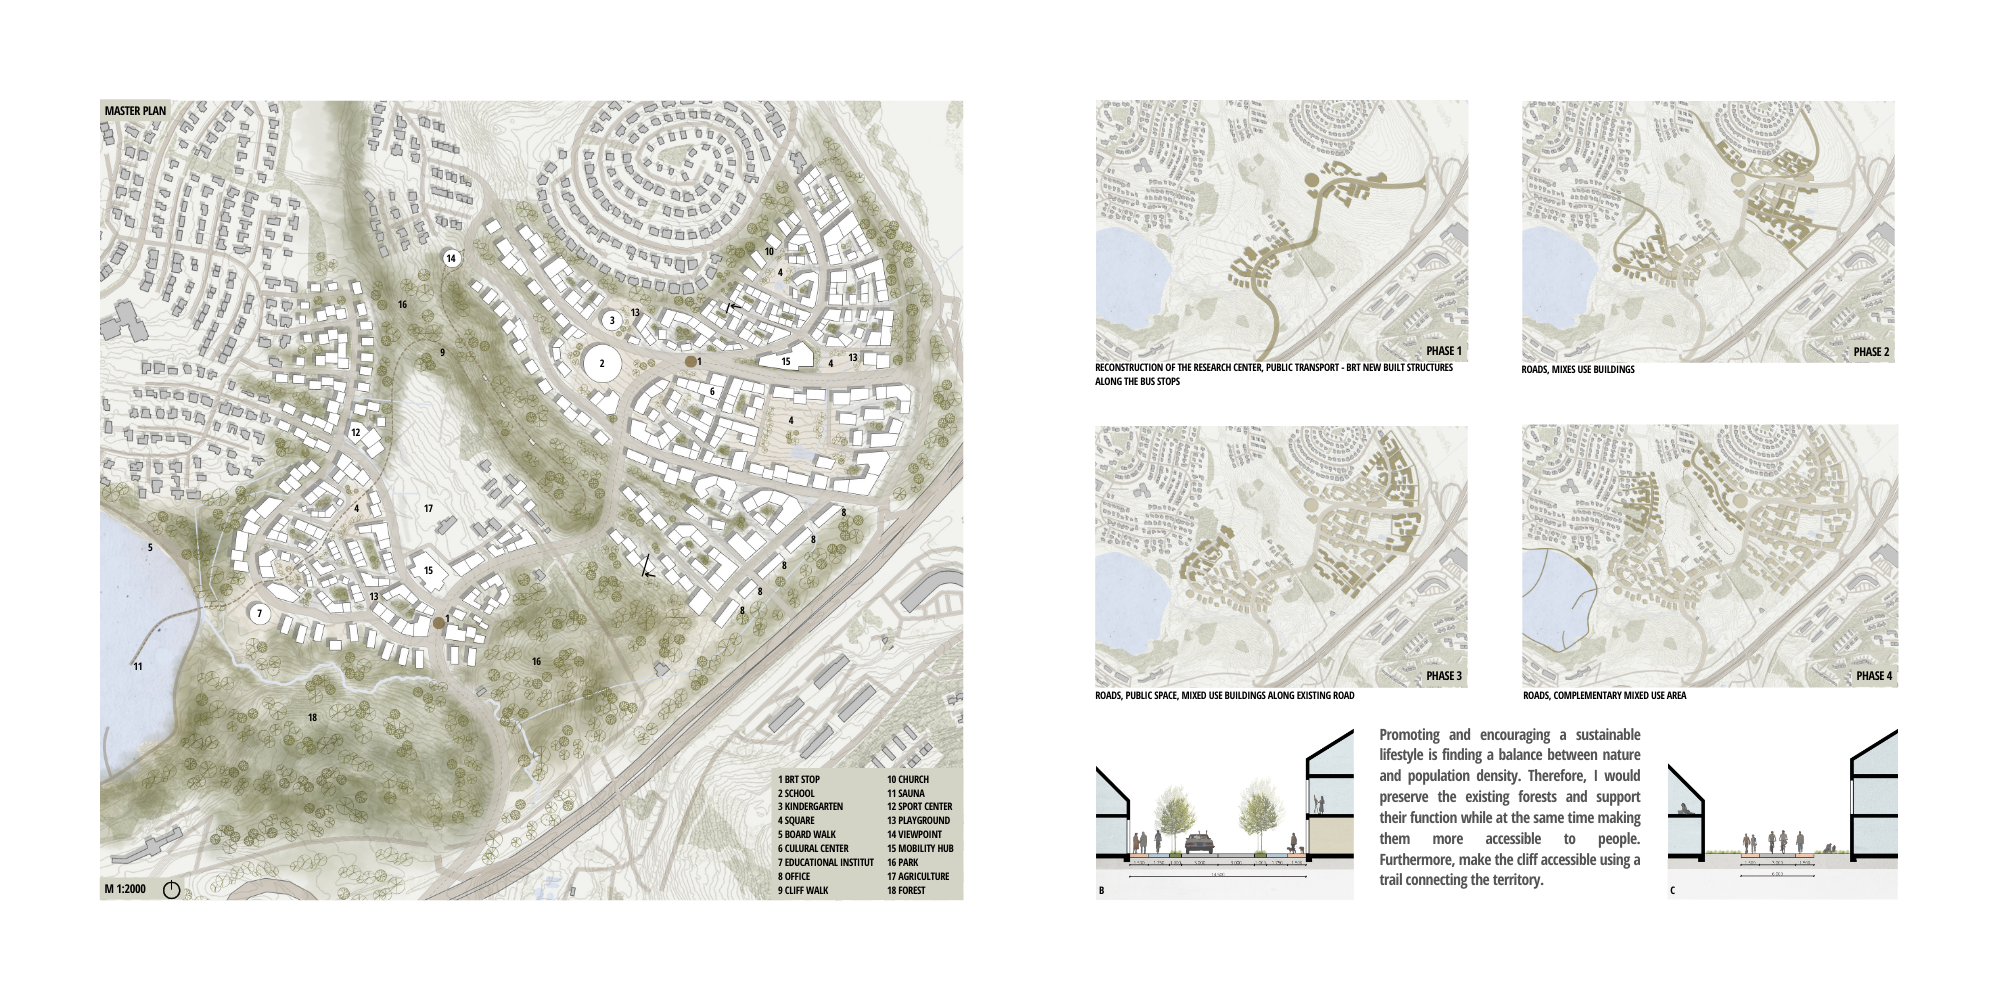 MASTER PLAN
14
10
4
16
13
3
9
2
1
15
4
13
6
4
12
4
17
8
5
8
15
8
13
8
7
1
8
11
16
18
1 BRT STOP
2 SCHOOL
3 KINDERGARTEN
4 SQUARE
5 BOARD WALK
6 CULURAL CENTER
7 EDUCATIONAL INSTITUT
8 OFFICE
9 CLIFF WALK
10 CHURCH
11 SAUNA
12 SPORT CENTER
13 PLAYGROUND
14 VIEWPOINT
15 MOBILITY HUB
16 PARK
17 AGRICULTURE
18 FOREST
M 1:2000
PHASE 1
RECONSTRUCTION OF THE RESEARCH CENTER, PUBLIC TRANSPORT - BRT NEW BUILT STRUCTURES
ALONG THE BUS STOPS
PHASE 2
ROADS, MIXES USE BUILDINGS
PHASE 3
ROADS, PUBLIC SPACE, MIXED USE BUILDINGS ALONG EXISTING ROAD
PHASE 4
ROADS, COMPLEMENTARY MIXED USE AREA
B
Promoting and encouraging a sustainable
lifestyle is finding a balance between nature
and population density. Therefore, I would
preserve the existing forests and support
their function while at the same time making
them more accessible to people.
Furthermore, make the cliff accessible using a
trail connecting the territory.
C